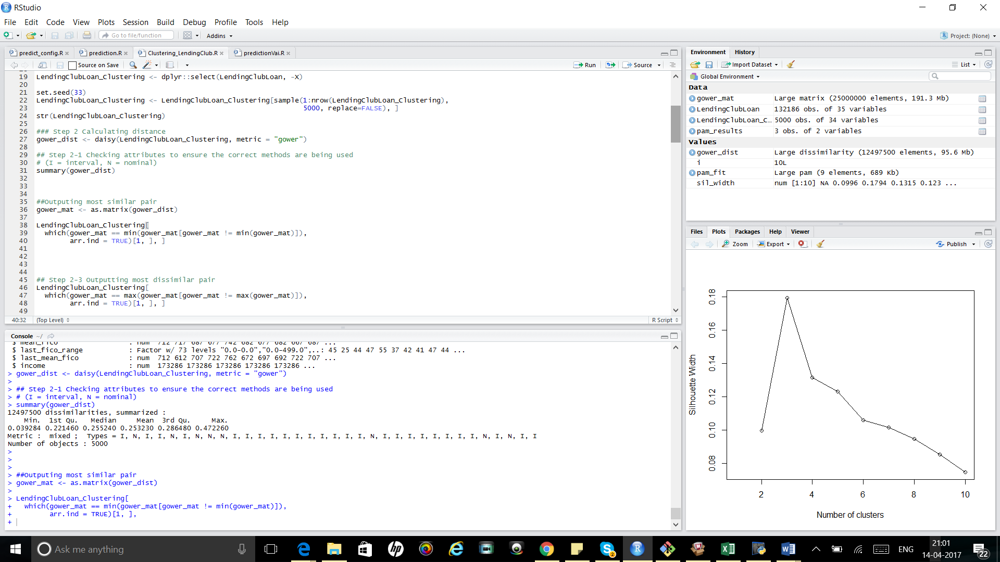 RStudio
File Edit Code View Plots Session Build Debug Profile Tools Help
Go to file/function Addins Project: (None)
predict_config.R prediction.R Clustering_LendingClub.R predictionVai.R
Source on Save Run Source
19 LendingClubLoan_Clustering <- dplyr::select(LendingClubLoan, -X)
20
21 set.seed(33)
22 LendingClubLoan_Clustering <- LendingClubLoan_Clustering[sample(1:nrow(LendingClubLoan_Clustering),
23 5000, replace=FALSE), ]
24 str(LendingClubLoan_Clustering)
25
26 ### Step 2 Calculating distance
27 gower_dist <- daisy(LendingClubLoan_Clustering, metric = "gower")
28
29 ## Step 2-1 Checking attributes to ensure the correct methods are being used
30 # (I = interval, N = nominal)
31 summary(gower_dist)
32
33
34
35 ##Outputing most similar pair
36 gower_mat <- as.matrix(gower_dist)
37
38 LendingClubLoan_Clustering[
39 which(gower_mat == min(gower_mat[gower_mat != min(gower_mat)]),
40 arr.ind = TRUE)[1, ], ]
41
42
43
44
45 ## Step 2-3 Outputting most dissimilar pair
46 LendingClubLoan_Clustering[
47 which(gower_mat == max(gower_mat[gower_mat != max(gower_mat)]),
48 arr.ind = TRUE)[1, ], ]
49
40:32 (Top Level) R Script
Console ~/
$ mean_fico : num 712 717 687 677 742 682 677 682 667 687 ...
$ last_fico_range : Factor w/ 73 levels "0.0-0.0","0.0-499.0",..: 45 25 44 47 55 37 42 41 47 44 ...
$ last_mean_fico : num 712 612 707 722 762 672 697 692 722 707 ...
$ income : num 173286 173286 173286 173286 173286 ...
> gower_dist <- daisy(LendingClubLoan_Clustering, metric = "gower")
>
> ## Step 2-1 Checking attributes to ensure the correct methods are being used
> # (I = interval, N = nominal)
> summary(gower_dist)
12497500 dissimilarities, summarized :
Min. 1st Qu. Median Mean 3rd Qu. Max.
0.039284 0.221460 0.255240 0.253230 0.286480 0.472260
Metric : mixed ; Types = I, N, I, I, N, I, N, N, N, I, I, I, I, I, I, I, I, I, I, I, N, I, I, I, I, I, I, I, I, N, I, N, I, I
Number of objects : 5000
>
>
>
> ##Outputing most similar pair
> gower_mat <- as.matrix(gower_dist)
>
> LendingClubLoan_Clustering[
+ which(gower_mat == min(gower_mat[gower_mat != min(gower_mat)]),
+ arr.ind = TRUE)[1, ],
+
Environment History
Import Dataset List
Global Environment
Data
gower_mat Large matrix (25000000 elements, 191.3 Mb)
LendingClubLoan 132186 obs. of 35 variables
LendingClubLoan_C... 5000 obs. of 34 variables
pam_results 3 obs. of 2 variables
Values
gower_dist Large dissimilarity (12497500 elements, 95.6 Mb)
i 10L
pam_fit Large pam (9 elements, 689 Kb)
sil_width num [1:10] NA 0.0996 0.1794 0.1315 0.123 ...
Files Plots Packages Help Viewer
Zoom Export Publish
Silhouette Width
0.18
0.16
0.14
0.12
0.10
0.08
2 4 6 8 10
Number of clusters
Ask me anything
ENG
21:01
14-04-2017
22